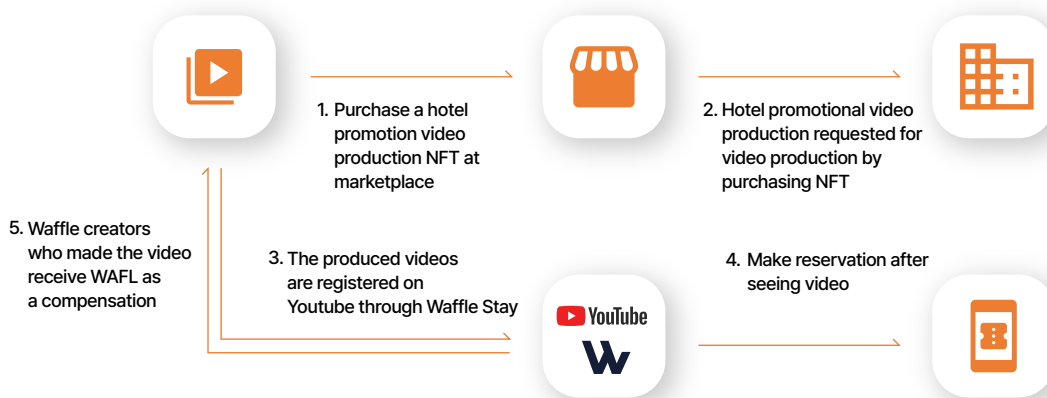 1. Purchase a hotel
promotion video
production NFT at
marketplace
2. Hotel promotional video
production requested for
video production by
purchasing NFT
5. Waffle creators
who made the video
receive WAFL as
a compensation
3. The produced videos
are registered on
Youtube through Waffle Stay
4. Make reservation after
seeing video
YouTube
W